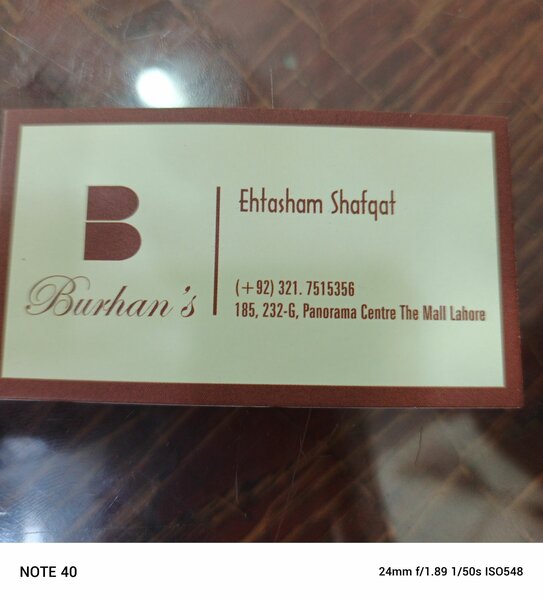 B
Burhan's
Ehtasham Shafqat
(+92) 321. 7515356
185, 232-G, Panorama Centre The Mall Lahore
NOTE 40
24mm f/1.89 1/50s ISO548